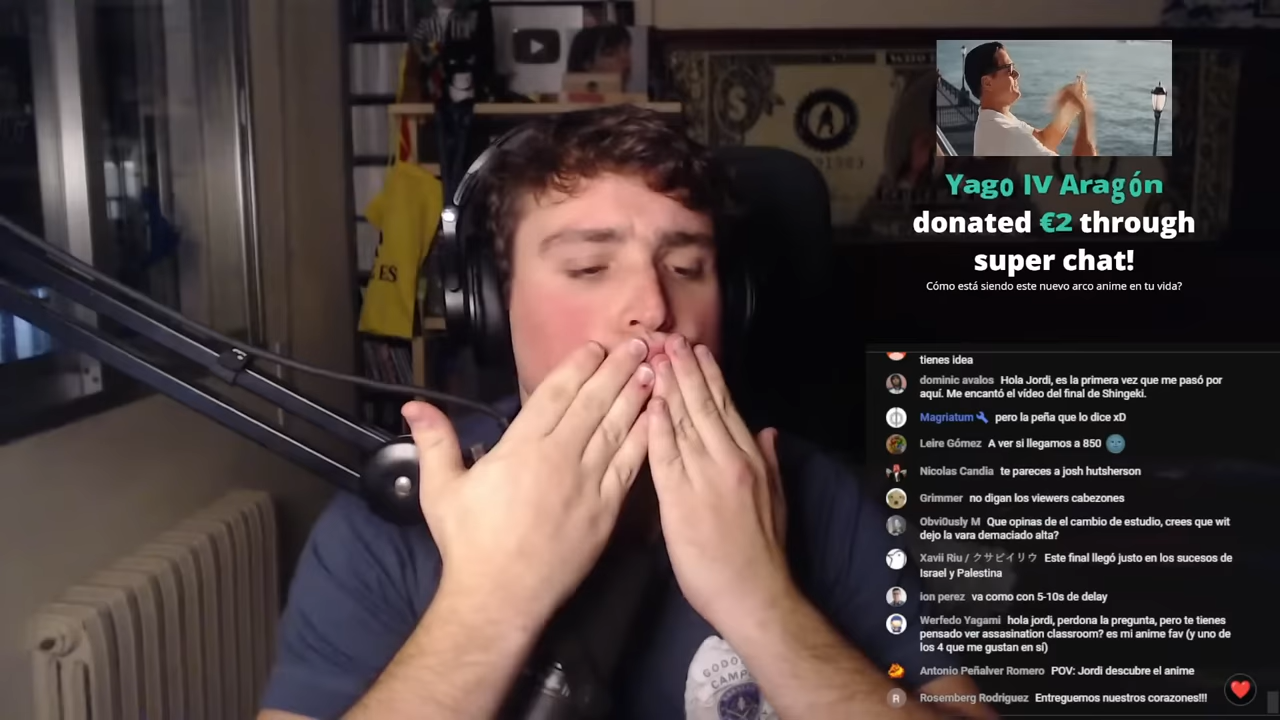 Yago IV Aragón
donated €2 through
super chat!
Cómo está siendo este nuevo arco anime en tu vida?
tienes idea
dominic avalos Hola Jordi, es la primera vez que me pasó por
aquí. Me encantó el vídeo del final de Shingeki.
Magriatum pero la peña que lo dice xD
Leire Gómez A ver si llegamos a 850
Nicolas Candia te pareces a josh hutsherson
Grimmer no digan los viewers cabezones
Obvi0usly M Que opinas de el cambio de estudio, crees que wit
dejo la vara demaciado alta?
Xavii Riu / クサビイリウ Este final llegó justo en los sucesos de
Israel y Palestina
ion perez va como con 5-10s de delay
Werfedo Yagami hola jordi, perdona la pregunta, pero te tienes
pensado ver assasination classroom? es mi anime fav (y uno de
los 4 que me gustan en sí)
Antonio Peñalver Romero POV: Jordi descubre el anime
R Rosemberg Rodriguez Entreguemos nuestros corazones!!!
ES